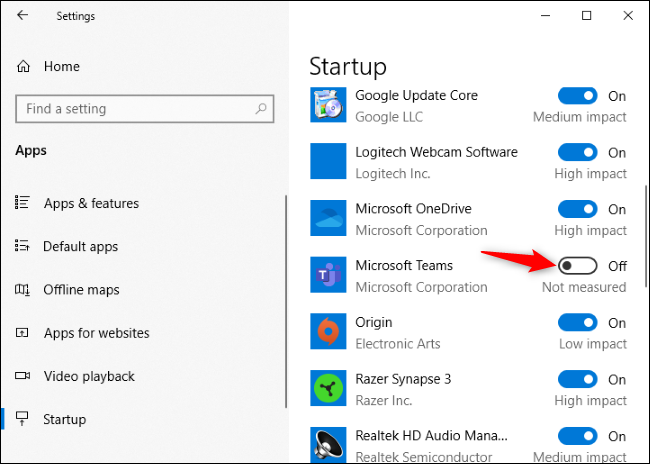 Settings
Home
Find a setting
Apps
Apps & features
Default apps
Offline maps
Apps for websites
Video playback
Startup
Startup
Google Update Core On
Google LLC Medium impact
Logitech Webcam Software On
Logitech Inc. High impact
Microsoft OneDrive On
Microsoft Corporation High impact
Microsoft Teams Off
Microsoft Corporation Not measured
Origin On
Electronic Arts Low impact
Razer Synapse 3 On
Razer Inc. High impact
Realtek HD Audio Mana... On
Realtek Semiconductor Medium impact